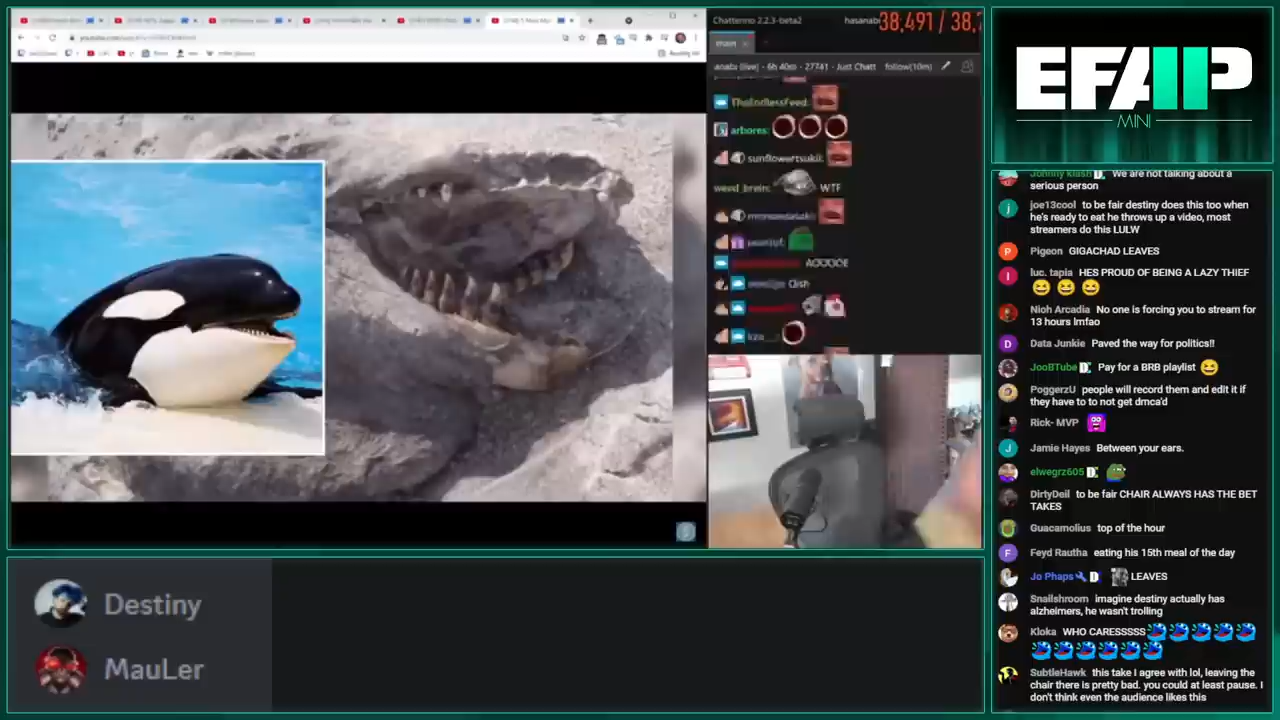 Chatterino 2.2.3-beta2
hasanabi
38,491 / 38,
main
anabi (live) - 6h 40m - 27741 - Just Chatt
follow(10m)
TheEndlessFeed:
arbores:
sunflowertsukii:
weed_brein: WTF
AOOOOE
EFAP
MINI
Johnny klash We are not talking about a
serious person
joe13cool to be fair destiny does this too when
he's ready to eat he throws up a video, most
streamers do this LULW
Pigeon GIGACHAD LEAVES
luc. tapia HES PROUD OF BEING A LAZY THIEF
Nioh Arcadia No one is forcing you to stream for
13 hours lmfao
Data Junkie Paved the way for politics!!
JooBTube Pay for a BRB playlist
PoggerzU people will record them and edit it if
they have to to not get dmca'd
Rick- MVP
Jamie Hayes Between your ears.
elwegrz605
DirtyDeil to be fair CHAIR ALWAYS HAS THE BET
TAKES
Guacamolius top of the hour
Feyd Rautha eating his 15th meal of the day
Jo Phaps LEAVES
Snailshroom imagine destiny actually has
alzheimers, he wasn't trolling
Kloka WHO CARESSSSS
SubtleHawk this take I agree with lol, leaving the
chair there is pretty bad. you could at least pause. I
don't think even the audience likes this
Destiny
MauLer